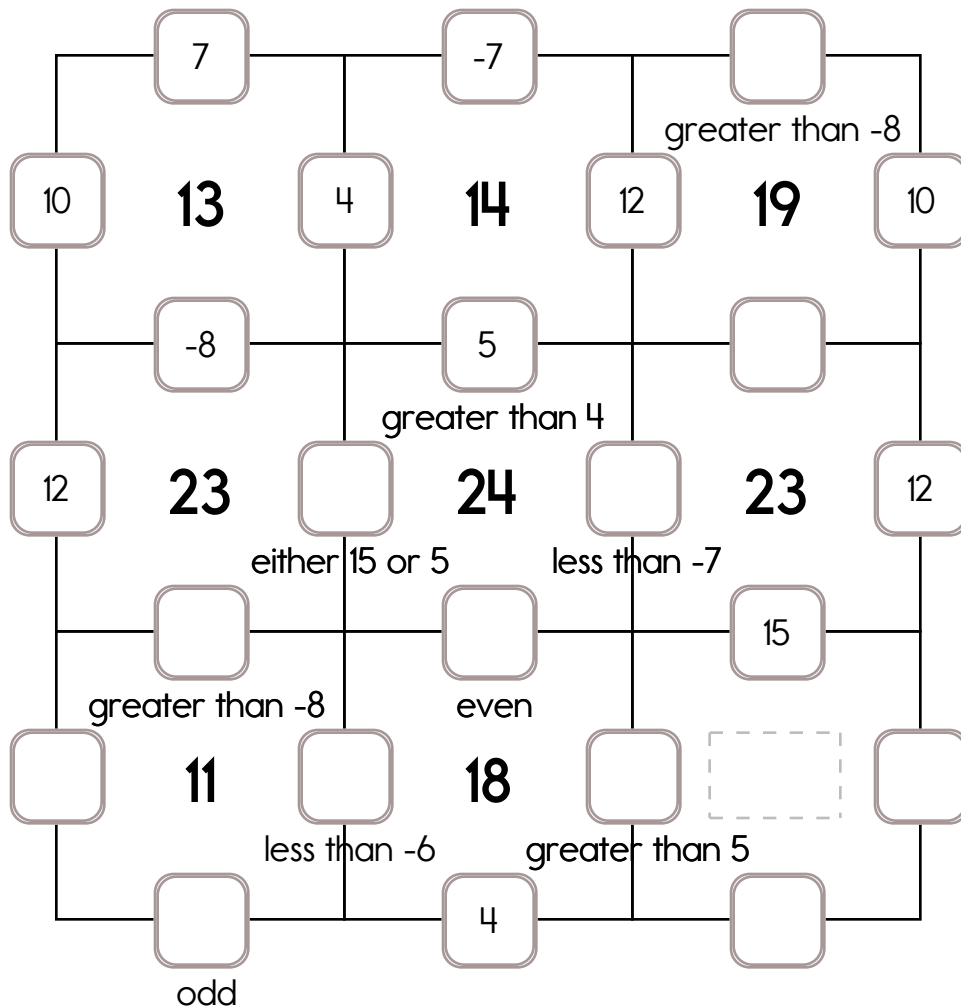 7 -7
greater than -8
10 13 4 14 12 19 10
-8 5
greater than 4
12 23 24 23 12
either 15 or 5 less than -7
15
greater than -8 even
11 18
less than -6 greater than 5
4
odd